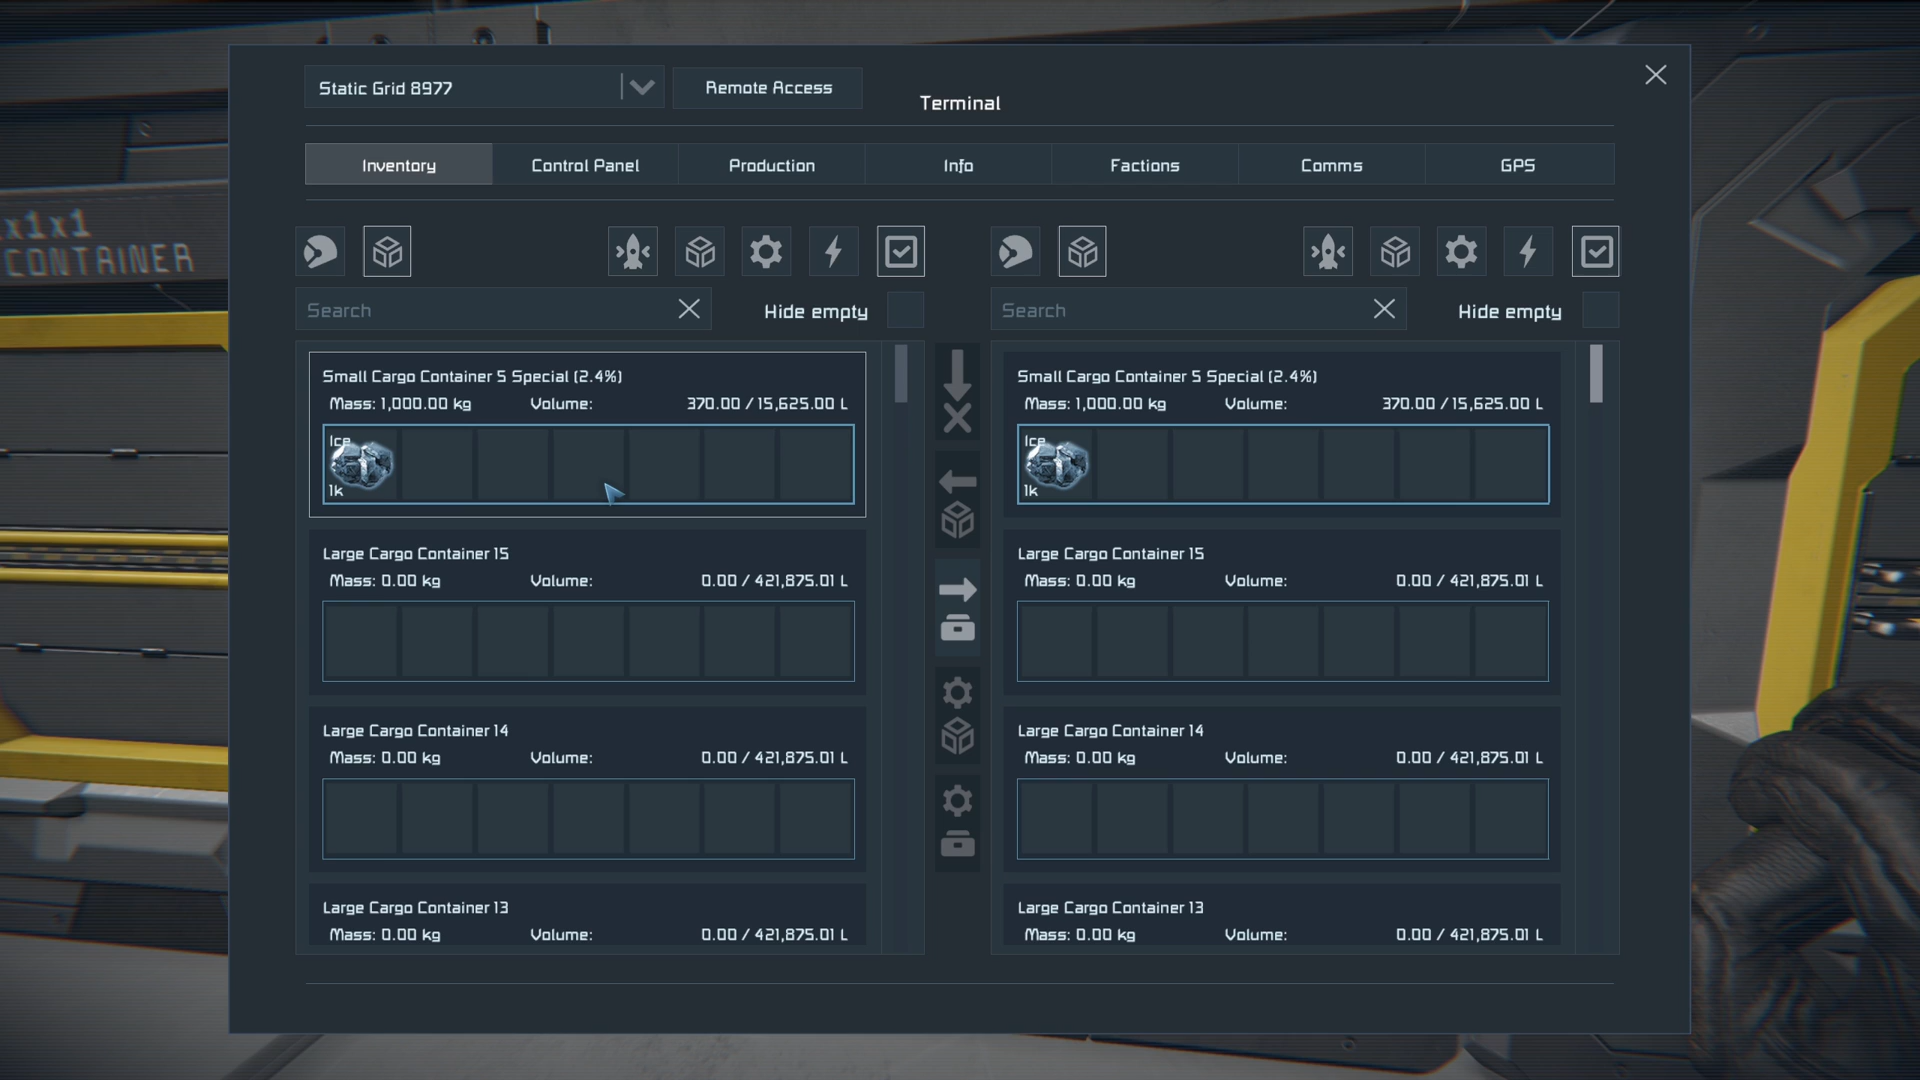 x1x1
CONTAINER
Static Grid 8977
Remote Access
Terminal
Inventory
Control Panel
Production
Info
Factions
Comms
GPS
Search
Hide empty
Search
Hide empty
Small Cargo Container 5 Special (2.4%)
Mass: 1,000.00 kg Volume: 370.00 / 15,625.00 L
Ice
1k
Large Cargo Container 15
Mass: 0.00 kg Volume: 0.00 / 421,875.01 L
Large Cargo Container 14
Mass: 0.00 kg Volume: 0.00 / 421,875.01 L
Large Cargo Container 13
Mass: 0.00 kg Volume: 0.00 / 421,875.01 L
Small Cargo Container 5 Special (2.4%)
Mass: 1,000.00 kg Volume: 370.00 / 15,625.00 L
Ice
1k
Large Cargo Container 15
Mass: 0.00 kg Volume: 0.00 / 421,875.01 L
Large Cargo Container 14
Mass: 0.00 kg Volume: 0.00 / 421,875.01 L
Large Cargo Container 13
Mass: 0.00 kg Volume: 0.00 / 421,875.01 L